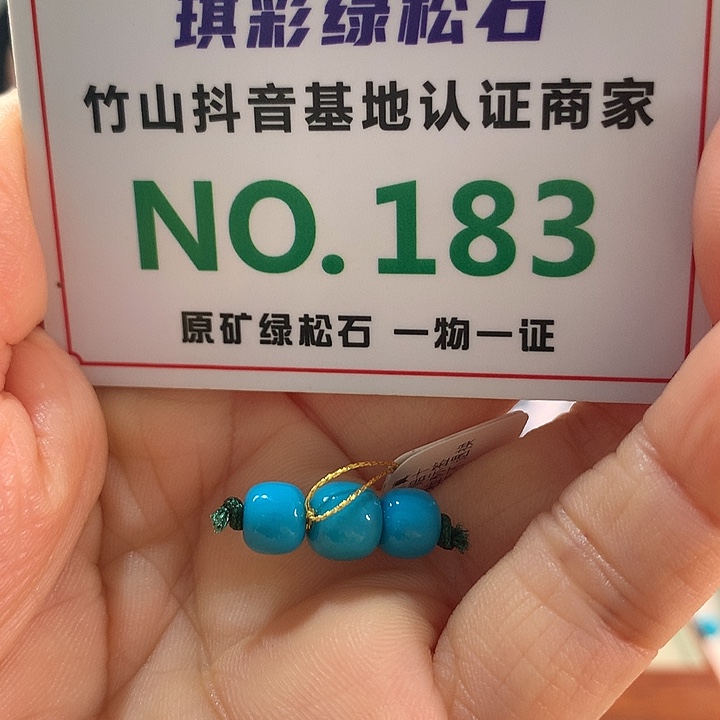 琪彩绿松石
竹山抖音基地认证商家
NO.183
原矿绿松石 一物一证